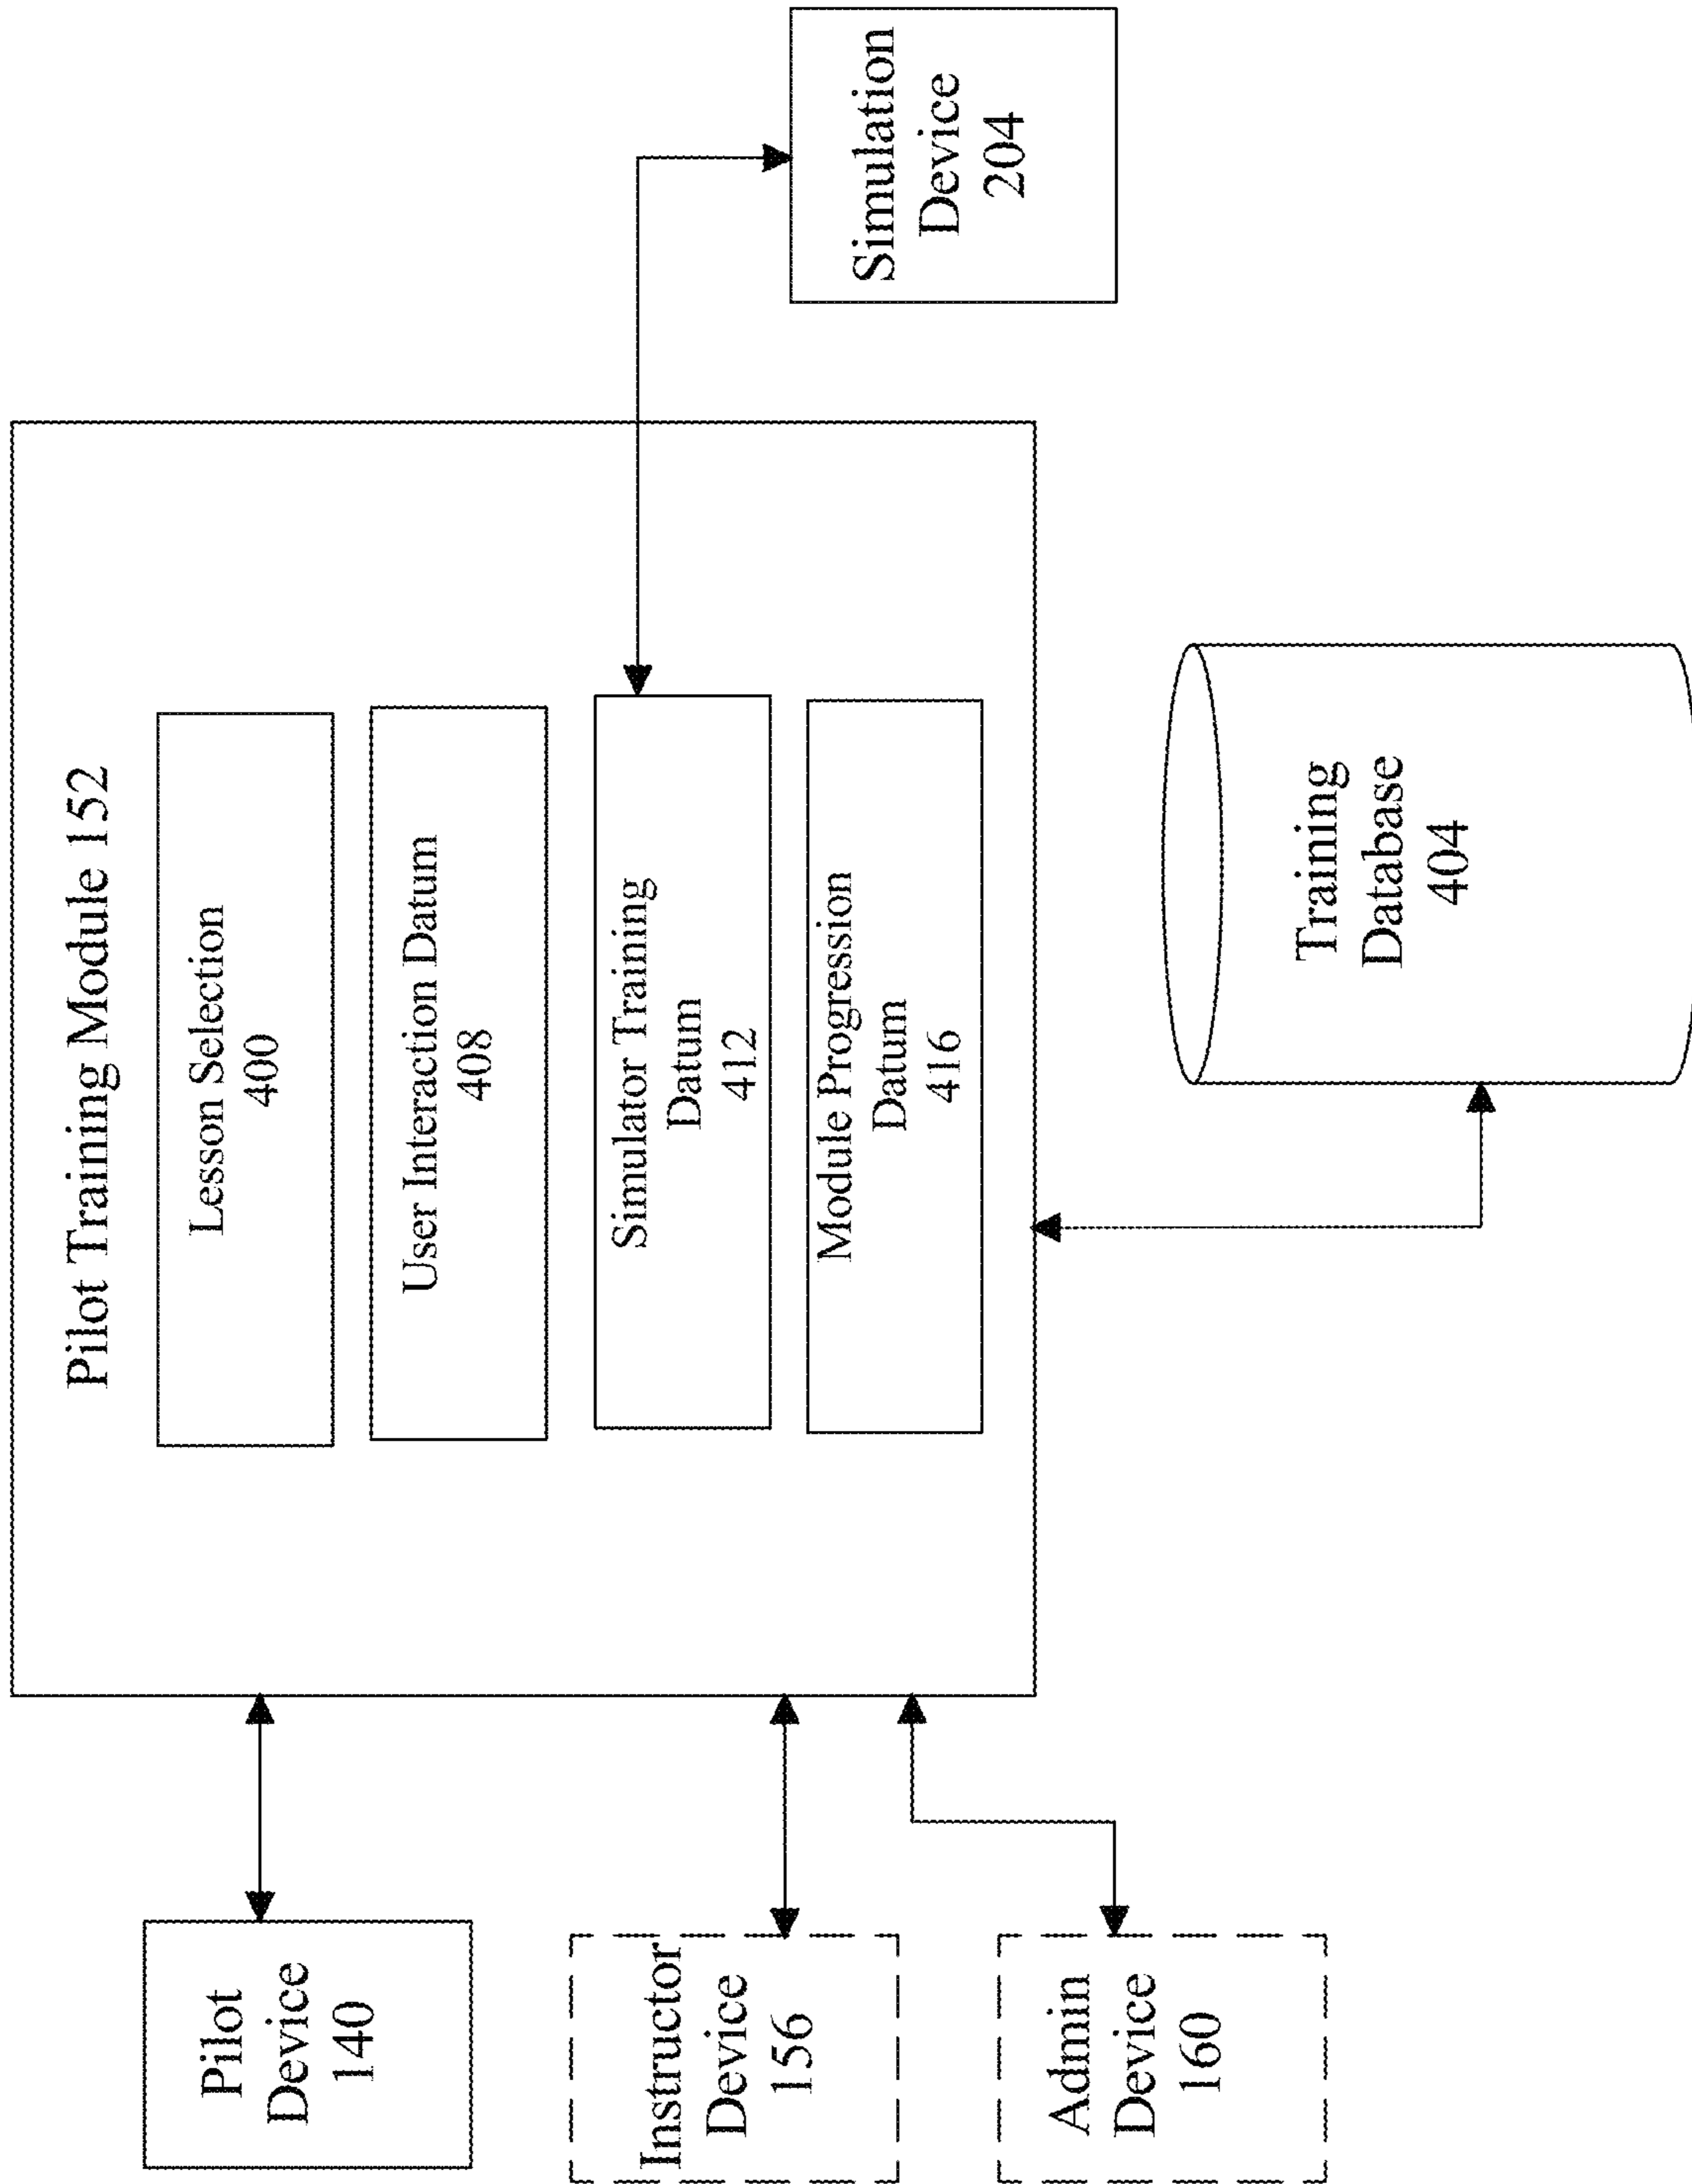 Pilot Training Module 152
Lesson Selection
400
User Interaction Datum
408
Simulator Training
Datum
412
Module Progression
Datum
416
Pilot
Device
140
Instructor
Device
156
Admin
Device
160
Simulation
Device
204
Training
Database
404